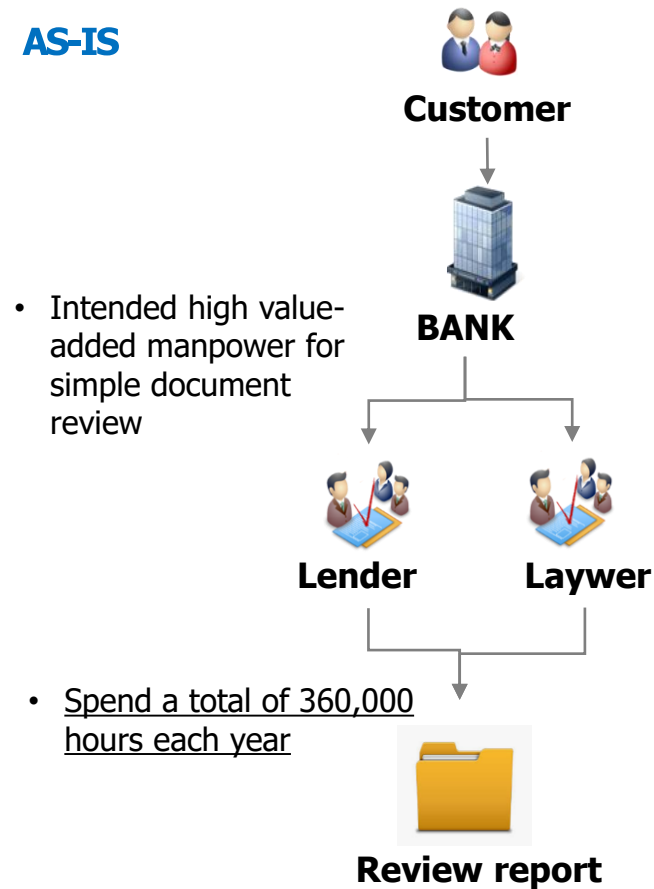 AS-IS
Customer
• Intended high value-
added manpower for
simple document
review
BANK
Lender
Laywer
• Spend a total of 360,000
hours each year
Review report